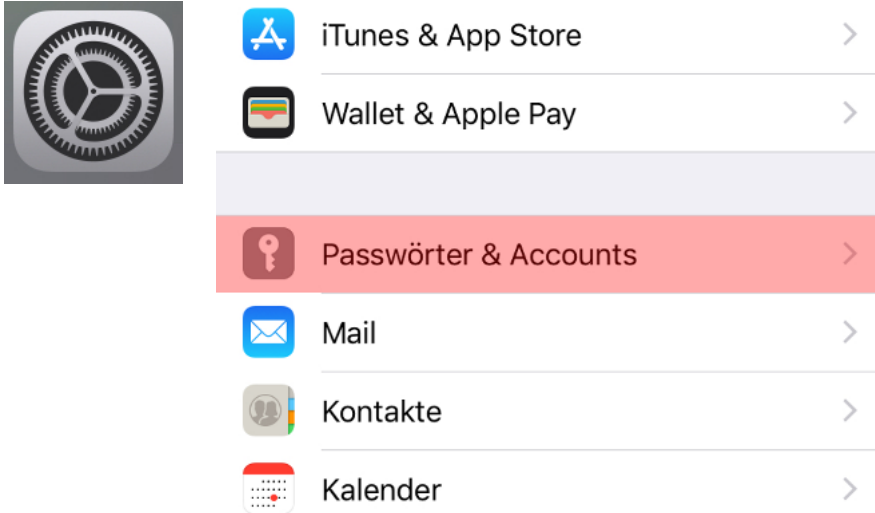 iTunes & App Store
Wallet & Apple Pay
Passwörter & Accounts
Mail
Kontakte
Kalender